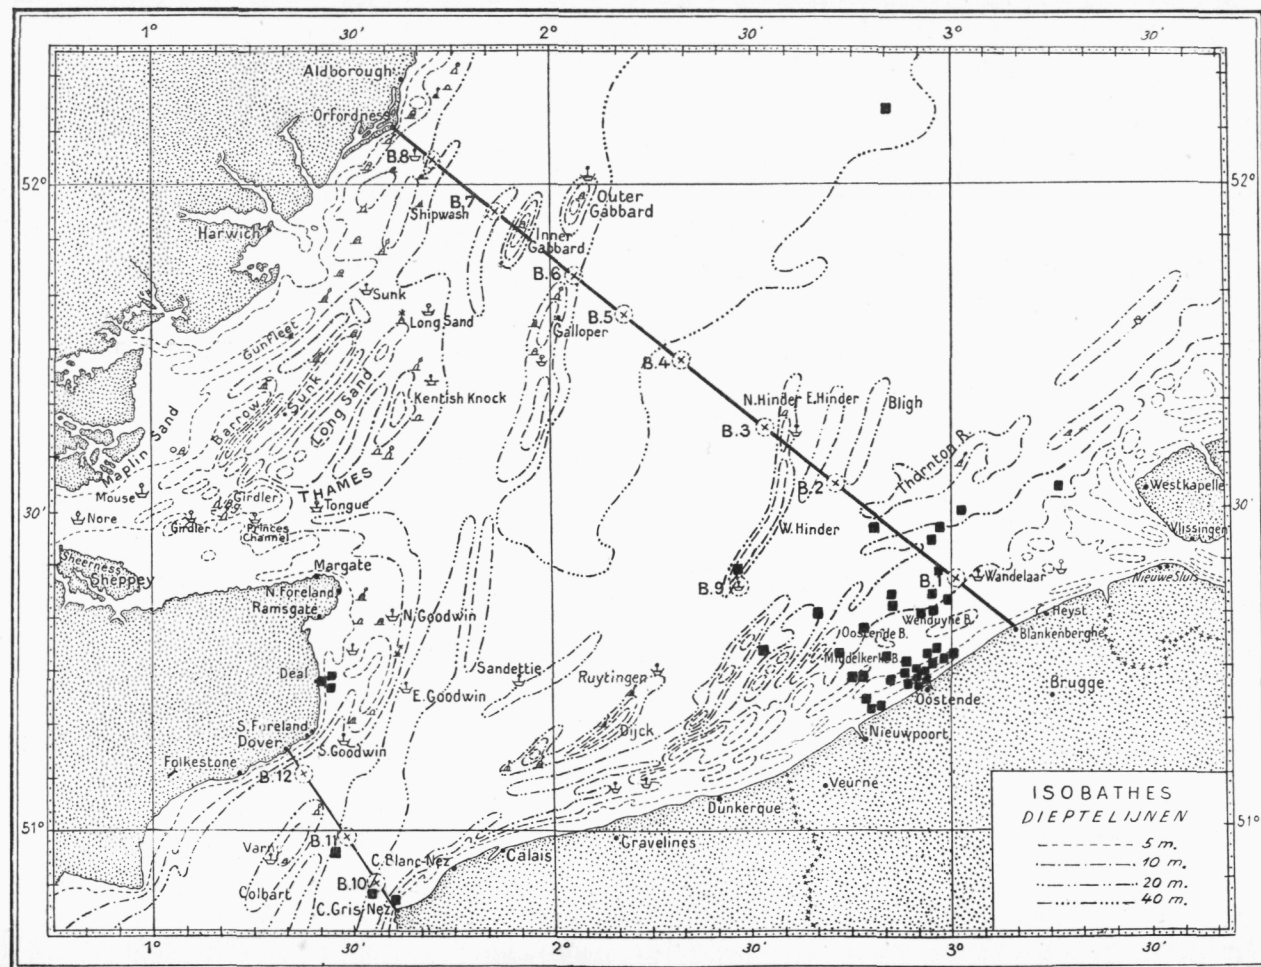 1° 30' 2° 30' 3° 30'
Aldborough
Orfordness
B.8
52° 52°
B.7
Shipwash
Outer
Gabbard
Harwich
Inner
Gabbard
B.6
Sunk
Long Sand
B.5
Galloper
Gunfleet
B.4
Barrow
Sunk
Long Sand
Kentish Knock
N.Hinder E.Hinder
Bligh
Maplin Sand
B.3
Thornton R.
THAMES
B.2
Mouse
Girdler
Westkapelle
Nore
Girdler
Princes
Channel
Tongue
30' 30'
W.Hinder
Vlissingen
Sheerness
Sheppey
Margate
B.9
B.1
Wandelaar
Nieuwe Sluis
N.Foreland
Ramsgate
N.Goodwin
Wenduyne B.
Heyst
Oostende B.
Blankenberghe
Deal
Sandettie
Ruytingen
Middelkerke B.
Brugge
E.Goodwin
Oostende
S.Foreland
Dover
S.Goodwin
Dijck
Nieuwpoort
Folkestone
B.12
Veurne
Dunkerque
51° 51°
B.11
Gravelines
Varne
C.Blanc-Nez
Calais
Colbart
B.10
C.Gris-Nez
ISOBATHES
DIEPTELIJNEN
5 m.
10 m.
20 m.
40 m.
1° 30' 2° 30' 3° 30'